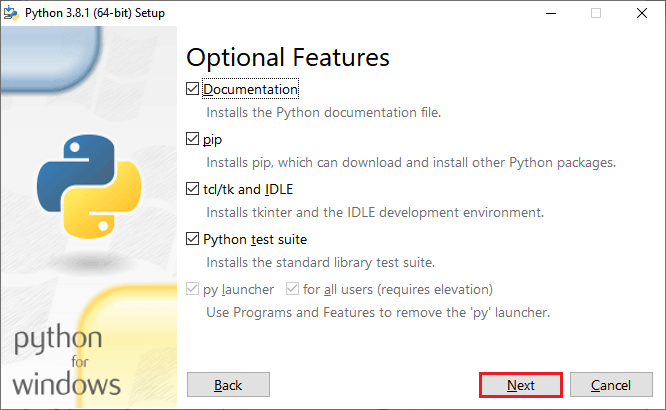 Python 3.8.1 (64-bit) Setup
Optional Features
Documentation
Installs the Python documentation file.
pip
Installs pip, which can download and install other Python packages.
tcl/tk and IDLE
Installs tkinter and the IDLE development environment.
Python test suite
Installs the standard library test suite.
py launcher for all users (requires elevation)
Use Programs and Features to remove the 'py' launcher.
python
for
windows
Back Next Cancel